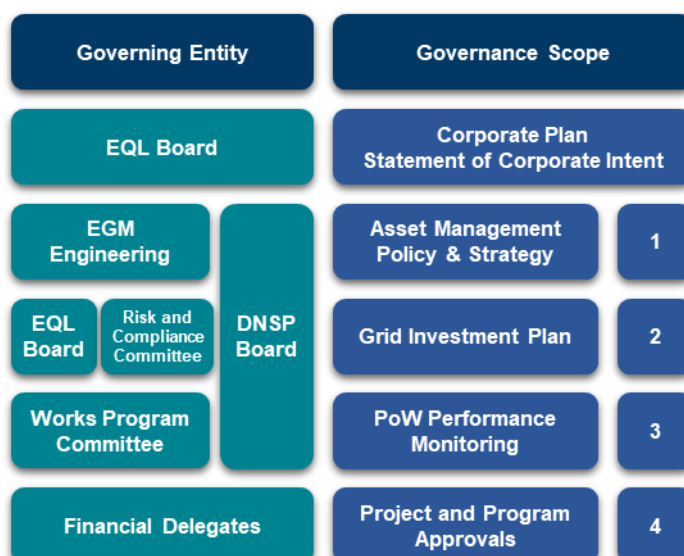 Governing Entity
Governance Scope
EQL Board
Corporate Plan
Statement of Corporate Intent
EGM
Engineering
DNSP
Board
Asset Management
Policy & Strategy
1
EQL
Board
Risk and
Compliance
Committee
Grid Investment Plan
2
Works Program
Committee
PoW Performance
Monitoring
3
Financial Delegates
Project and Program
Approvals
4